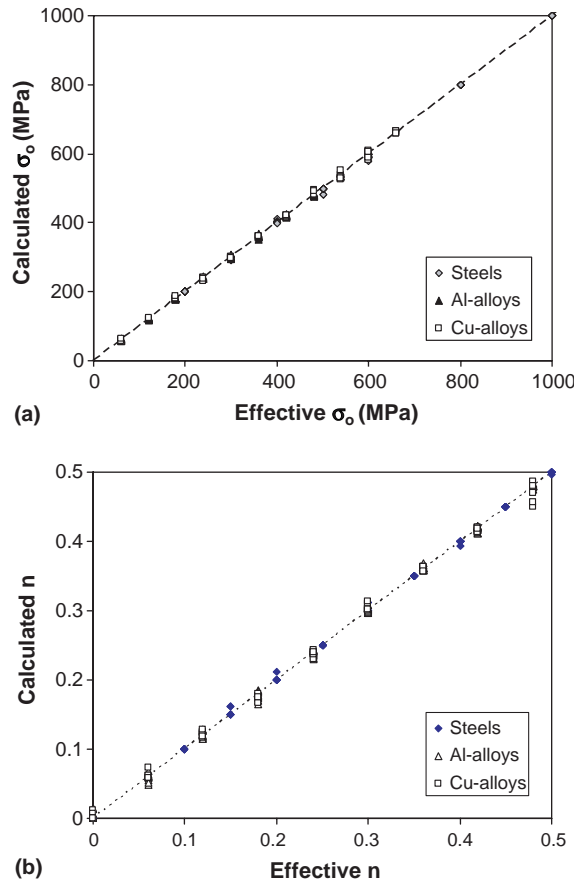 1000
800
600
400
200
0
Calculated σo (MPa)
0 200 400 600 800 1000
Effective σo (MPa)
Steels
Al-alloys
Cu-alloys
(a)
0.5
0.4
0.3
0.2
0.1
0
Calculated n
0 0.1 0.2 0.3 0.4 0.5
Effective n
Steels
Al-alloys
Cu-alloys
(b)